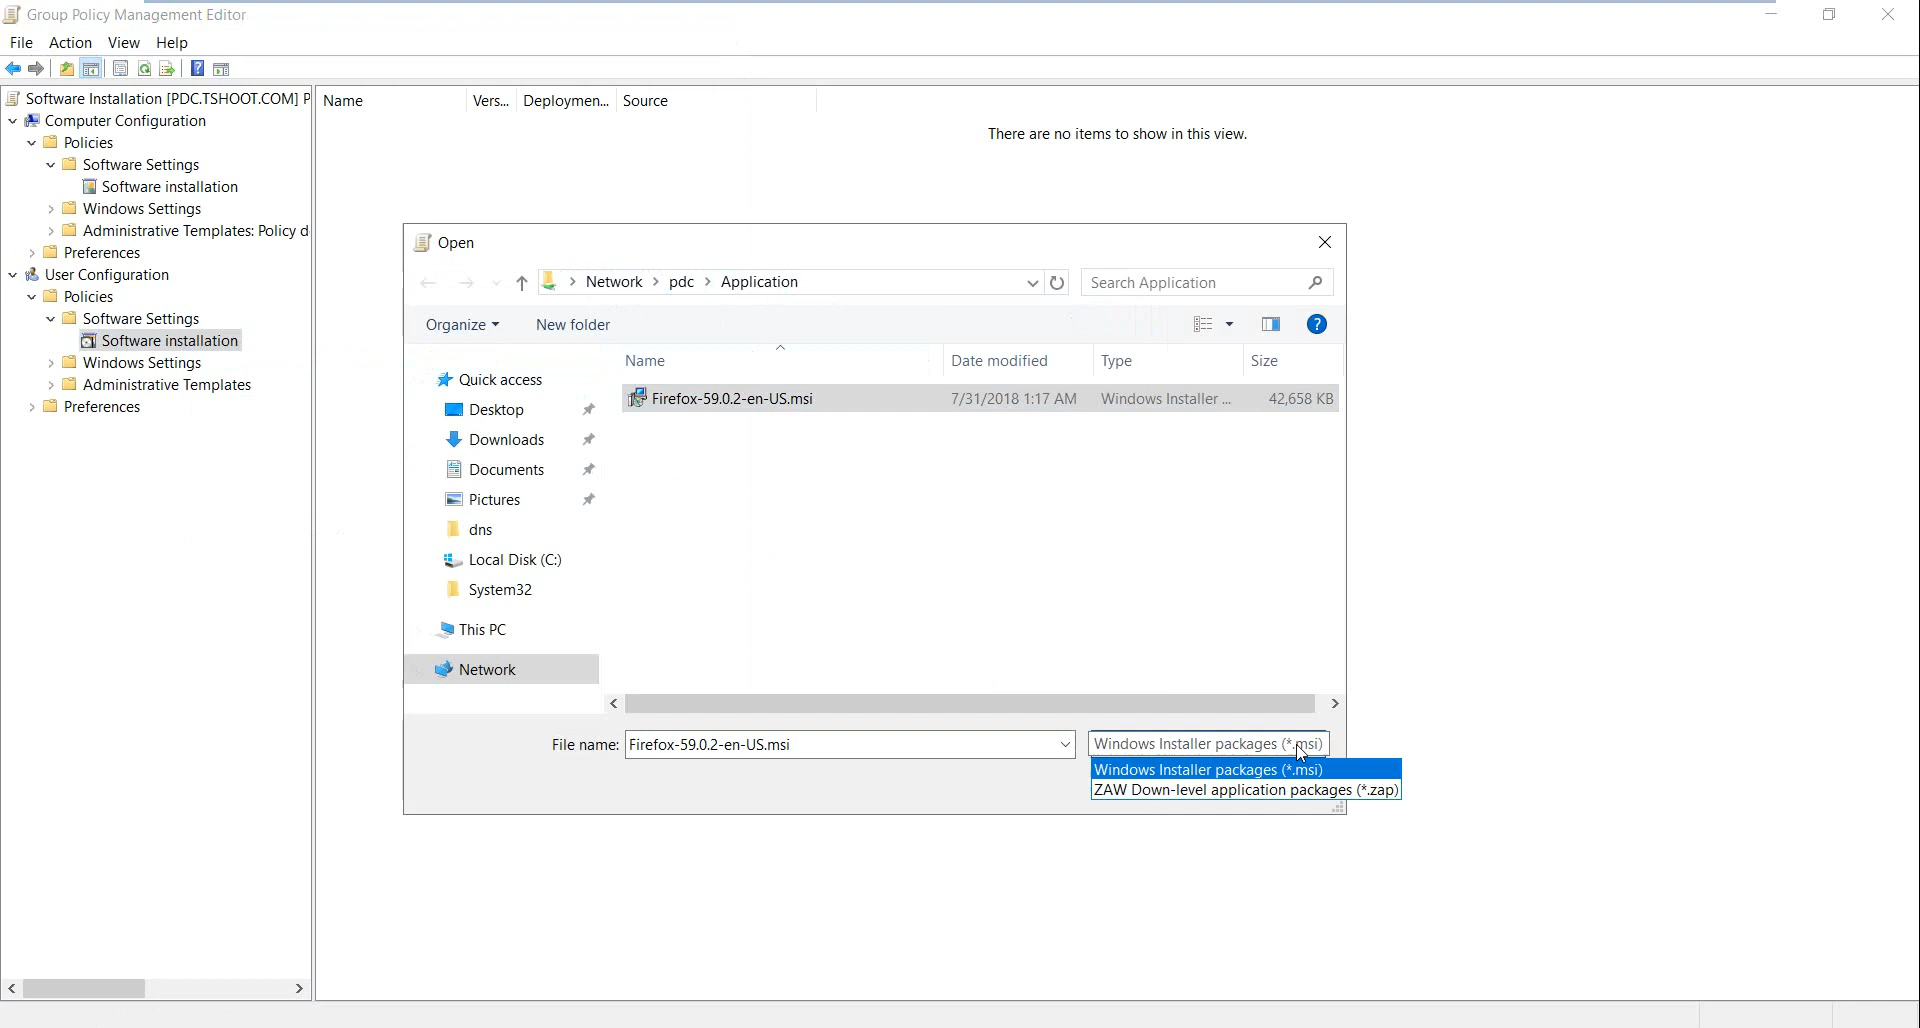 Group Policy Management Editor
File Action View Help
Software Installation [PDC.TSHOOT.COM] P
Computer Configuration
Policies
Software Settings
Software installation
Windows Settings
Administrative Templates: Policy d
Preferences
User Configuration
Policies
Software Settings
Software installation
Windows Settings
Administrative Templates
Preferences
Name Vers... Deploymen... Source
There are no items to show in this view.
Open
Network > pdc > Application
Search Application
Organize New folder
?
Name Date modified Type Size
Firefox-59.0.2-en-US.msi 7/31/2018 1:17 AM Windows Installer ... 42,658 KB
Quick access
Desktop
Downloads
Documents
Pictures
dns
Local Disk (C:)
System32
This PC
Network
File name: Firefox-59.0.2-en-US.msi Windows Installer packages (*.msi)
Windows Installer packages (*.msi)
ZAW Down-level application packages (*.zap)